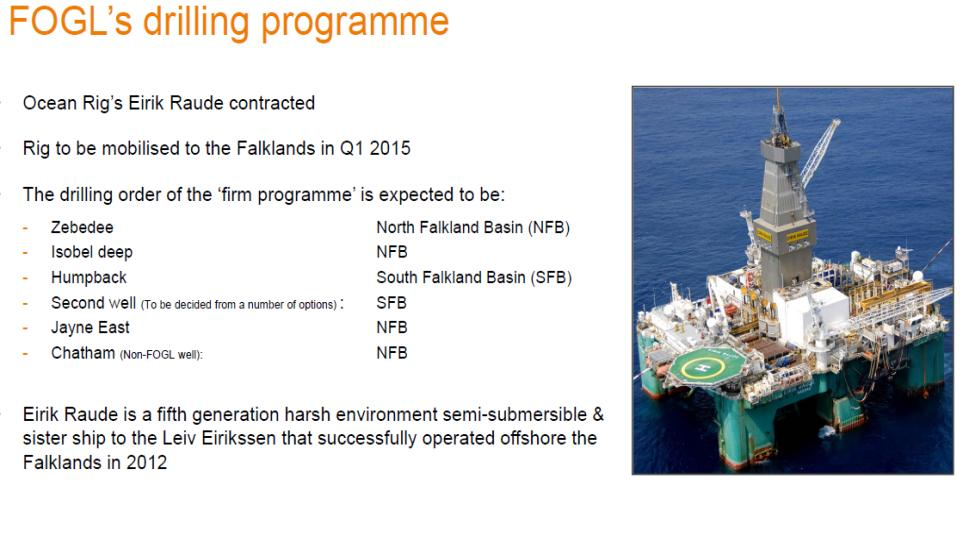 FOGL's drilling programme
Ocean Rig's Eirik Raude contracted
Rig to be mobilised to the Falklands in Q1 2015
The drilling order of the 'firm programme' is expected to be:
- Zebedee North Falkland Basin (NFB)
- Isobel deep NFB
- Humpback South Falkland Basin (SFB)
- Second well (To be decided from a number of options) : SFB
- Jayne East NFB
- Chatham (Non-FOGL well): NFB
Eirik Raude is a fifth generation harsh environment semi-submersible &
sister ship to the Leiv Eirikssen that successfully operated offshore the
Falklands in 2012
H